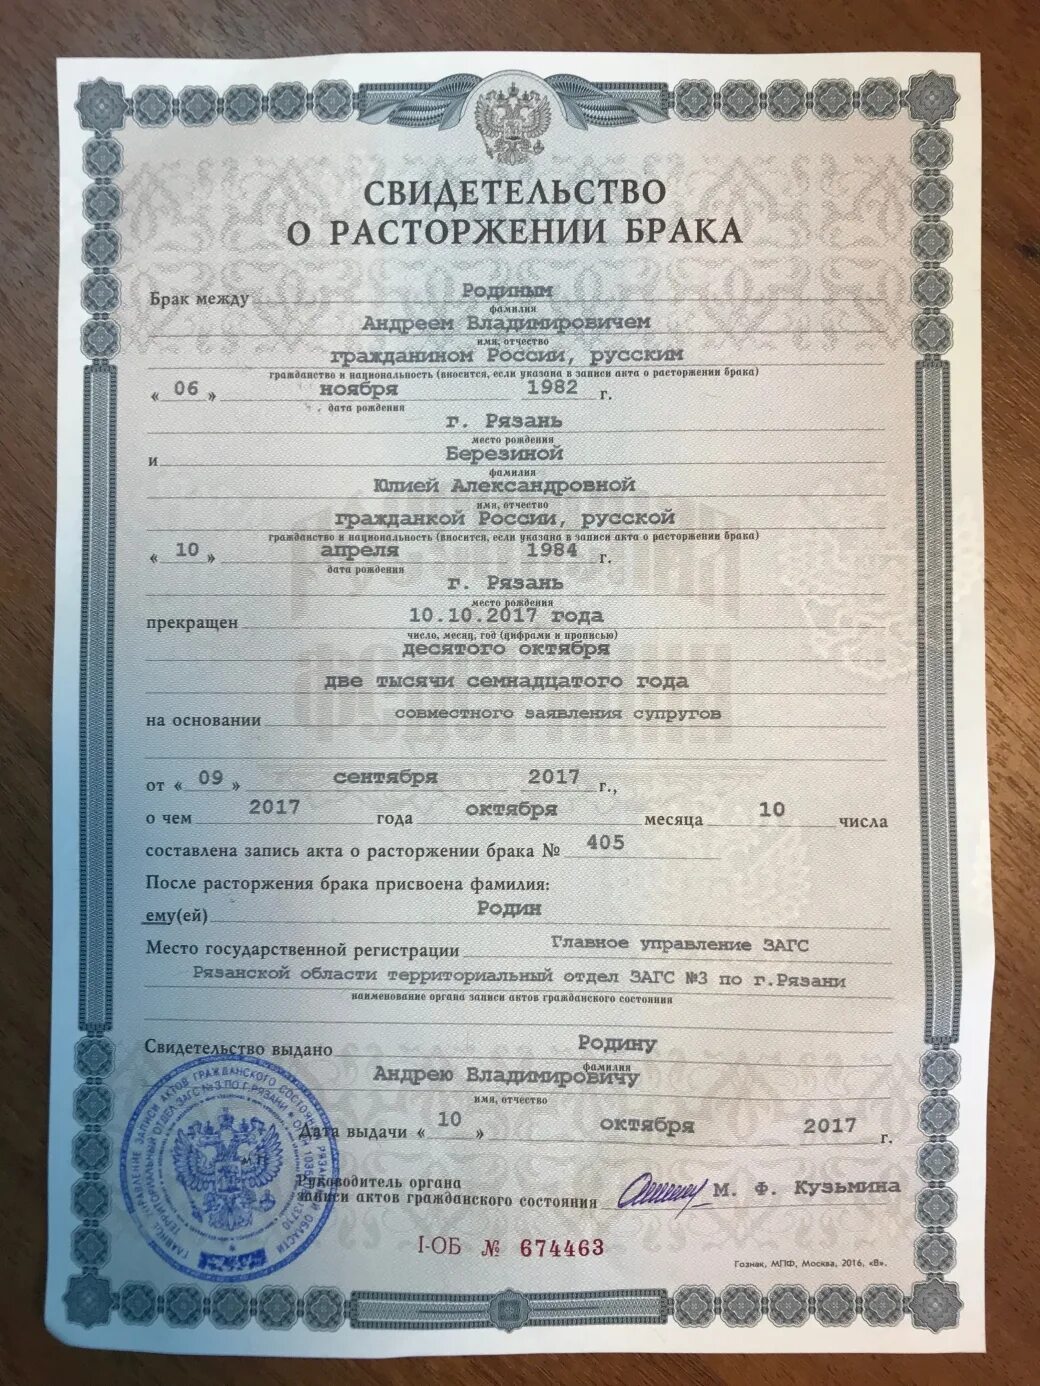 СВИДЕТЕЛЬСТВО
О РАСТОРЖЕНИИ БРАКА
Брак между Родиным
фамилия
Андреем Владимировичем
имя, отчество
гражданином России, русским
гражданство и национальность (вносится, если указана в записи акта о расторжении брака)
« 06 » ноября 1982 г.
дата рождения
г. Рязань
место рождения
и Березиной
фамилия
Юлией Александровной
имя, отчество
гражданкой России, русской
гражданство и национальность (вносится, если указана в записи акта о расторжении брака)
« 10 » апреля 1984 г.
дата рождения
г. Рязань
место рождения
прекращен 10.10.2017 года
число, месяц, год (цифрами и прописью)
десятого октября
две тысячи семнадцатого года
на основании совместного заявления супругов
от « 09 » сентября 2017 г.,
о чем 2017 года октября месяца 10 числа
составлена запись акта о расторжении брака № 405
После расторжения брака присвоена фамилия:
ему(ей) Родин
Место государственной регистрации Главное управление ЗАГС
Рязанской области территориальный отдел ЗАГС №3 по г.Рязани
наименование органа записи актов гражданского состояния
Свидетельство выдано Родину
фамилия
Андрею Владимировичу
имя, отчество
Дата выдачи « 10 » октября 2017 г.
М.П.
Руководитель органа
записи актов гражданского состояния М. Ф. Кузьмина
I-ОБ № 674463
Гознак, МПФ, Москва, 2016, «В».